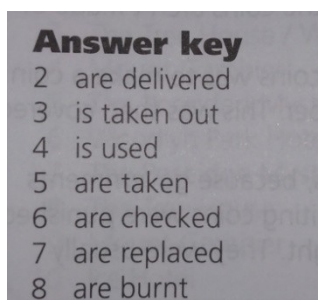 Answer key
2 are delivered
3 is taken out
4 is used
5 are taken
6 are checked
7 are replaced
8 are burnt